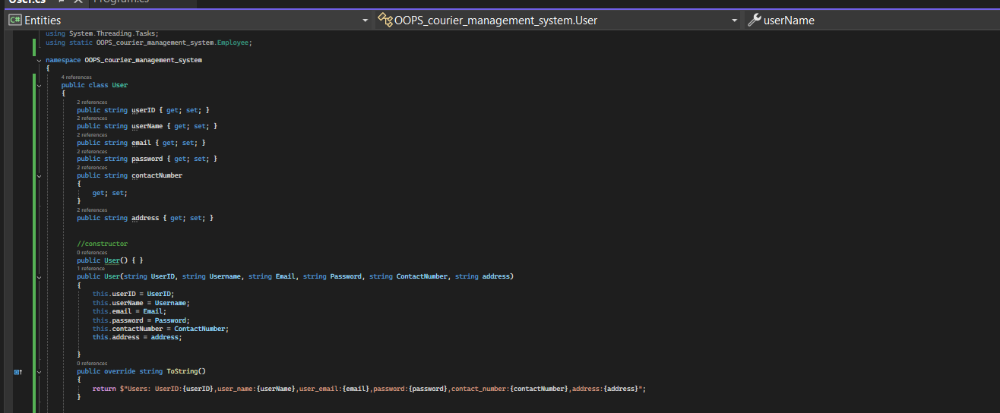 User.cs Program.cs
C# Entities OOPS_courier_management_system.User userName
using System.Threading.Tasks;
using static OOPS_courier_management_system.Employee;
namespace OOPS_courier_management_system
{
4 references
public class User
{
2 references
public string userID { get; set; }
2 references
public string userName { get; set; }
2 references
public string email { get; set; }
2 references
public string password { get; set; }
2 references
public string contactNumber
{
get; set;
}
2 references
public string address { get; set; }
//constructor
0 references
public User() { }
1 reference
public User(string UserID, string Username, string Email, string Password, string ContactNumber, string address)
{
this.userID = UserID;
this.userName = Username;
this.email = Email;
this.password = Password;
this.contactNumber = ContactNumber;
this.address = address;
}
0 references
public override string ToString()
{
return $"Users: UserID:{userID},user_name:{userName},user_email:{email},password:{password},contact_number:{contactNumber},address:{address}";
}